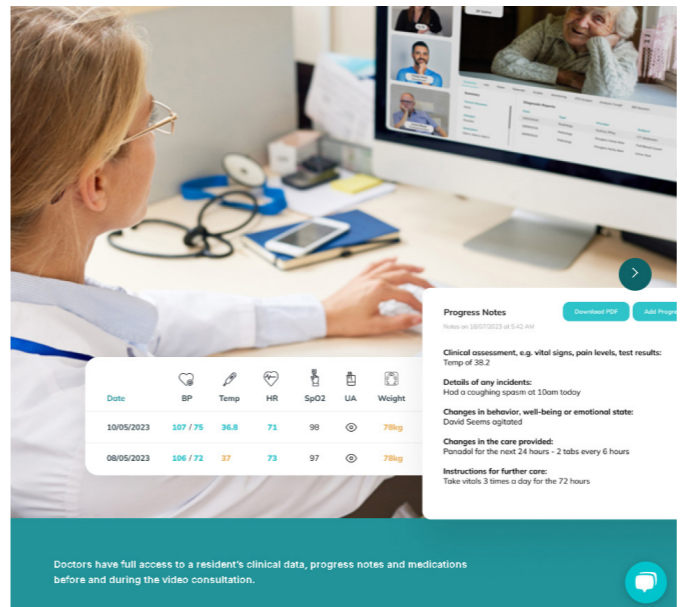 Summary
Diagnostic Reports
Progress Notes
Download PDF
Add Progre
Notes on 18/07/2023 at 5:42 AM
Clinical assessment, e.g. vital signs, pain levels, test results:
Temp of 38.2
Details of any incidents:
Had a coughing spasm at 10am today
Changes in behavior, well-being or emotional state:
David Seems agitated
Changes in the care provided:
Panadol for the next 24 hours - 2 tabs every 6 hours
Instructions for further care:
Take vitals 3 times a day for the 72 hours
Date BP Temp HR SpO2 UA Weight
10/05/2023 107 / 75 36.8 71 98 78kg
08/05/2023 106 / 72 37 73 97 78kg
Doctors have full access to a resident's clinical data, progress notes and medications
before and during the video consultation.